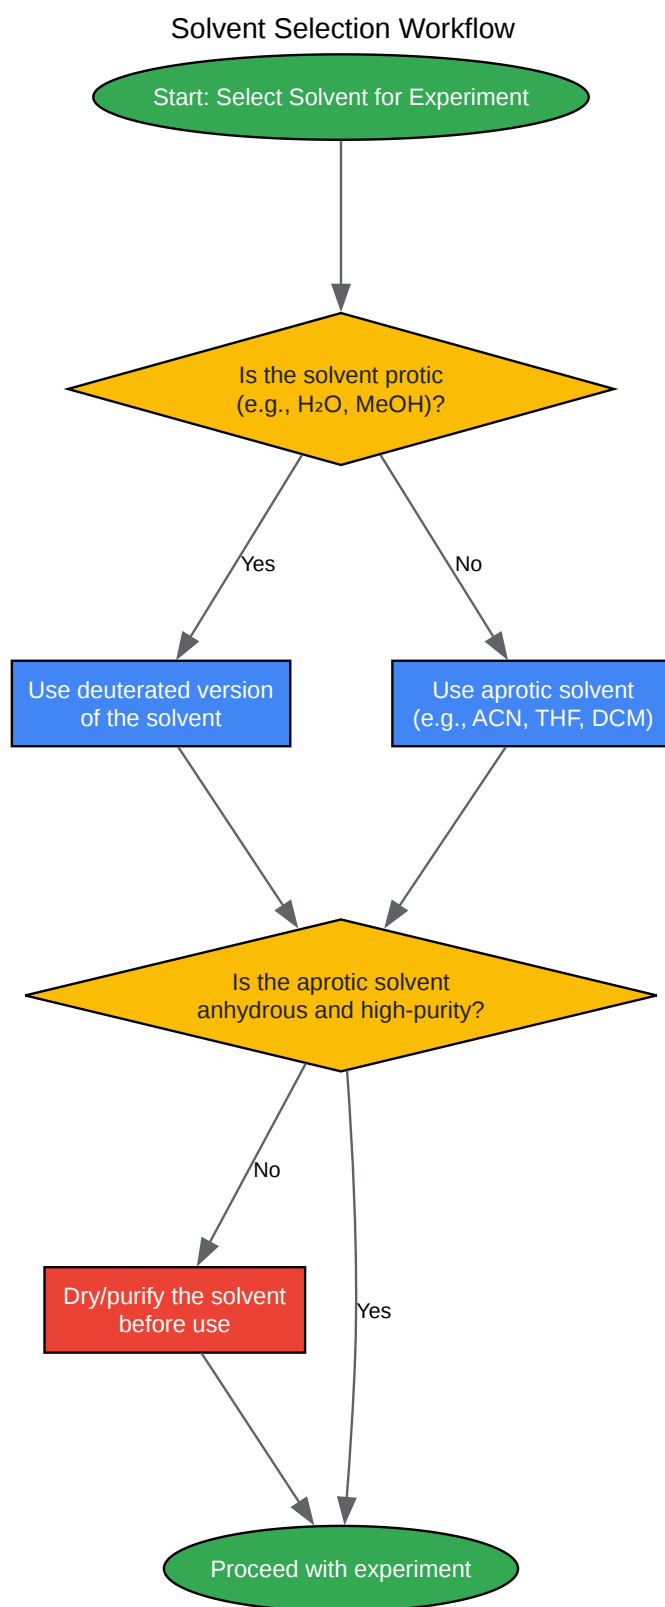 Solvent Selection Workflow
Start: Select Solvent for Experiment
Is the solvent protic
(e.g., H₂O, MeOH)?
Yes
No
Use deuterated version
of the solvent
Use aprotic solvent
(e.g., ACN, THF, DCM)
Is the aprotic solvent
anhydrous and high-purity?
No
Dry/purify the solvent
before use
Yes
Proceed with experiment